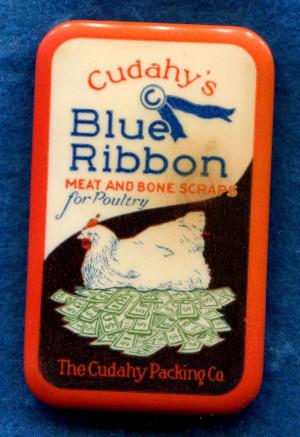 Cudahy's
C
Blue
Ribbon
MEAT AND BONE SCRAPS
for Poultry
The Cudahy Packing Co.